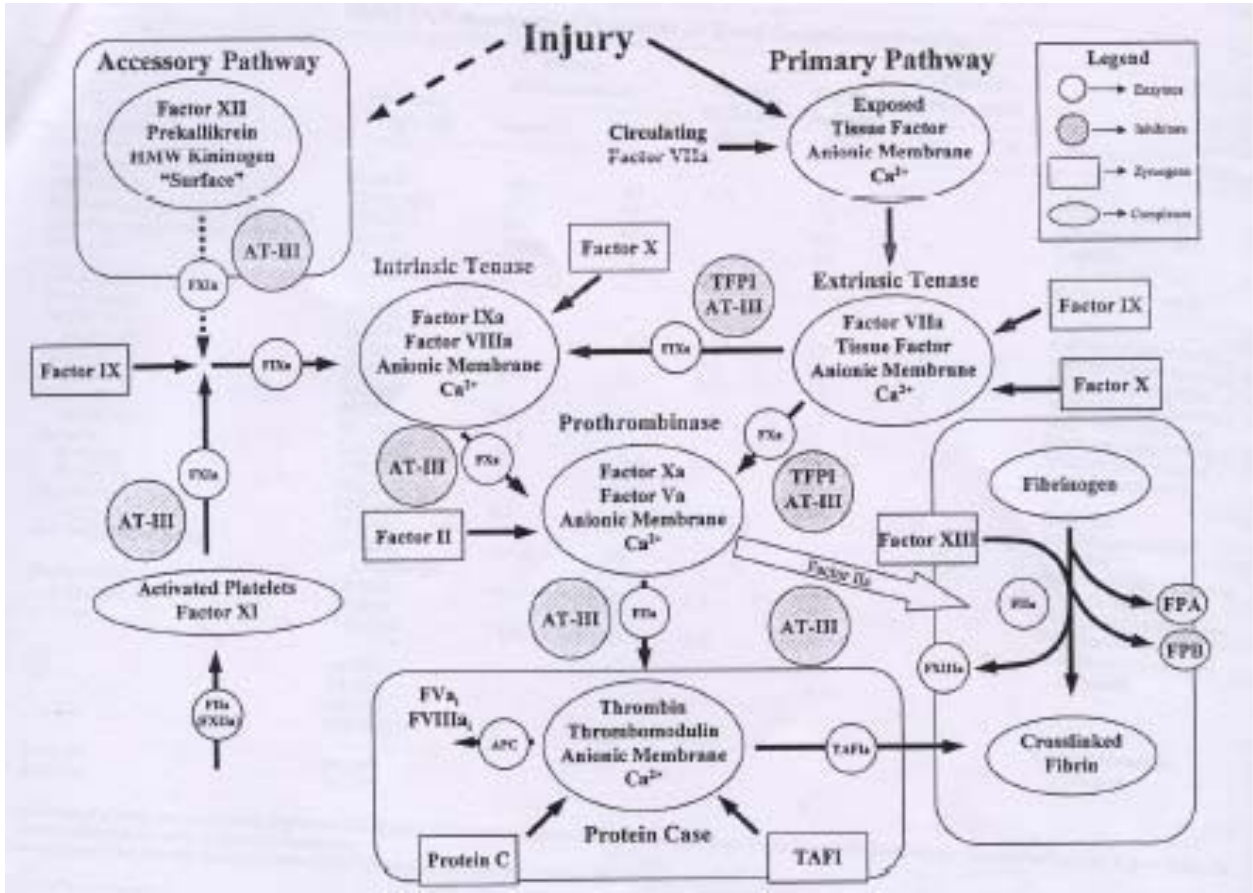 Injury
Accessory Pathway
Factor XII
Prekallikrein
HMW Kininogen
"Surface"
AT-III
FXIa
Primary Pathway
Exposed
Tissue Factor
Anionic Membrane
Ca²⁺
Circulating
Factor VIIa
Legend
Enzymes
Inhibitors
Zymogens
Complexes
Factor X
Intrinsic Tenase
Factor IXa
Factor VIIIa
Anionic Membrane
Ca²⁺
TFPI
AT-III
FIXa
Extrinsic Tenase
Factor VIIa
Tissue Factor
Anionic Membrane
Ca²⁺
Factor IX
Factor X
Factor IX
FIXa
FXIa
AT-III
Activated Platelets
Factor XI
FIIa
(FXIIa)
AT-III
FXa
Factor II
Prothrombinase
Factor Xa
Factor Va
Anionic Membrane
Ca²⁺
FXa
TFPI
AT-III
Factor IIa
AT-III
FIIa
AT-III
Fibrinogen
Factor XIII
FIIa
FPA
FPB
FXIIIa
Crosslinked
Fibrin
FVaᵢ
FVIIIaᵢ
APC
Thrombin
Thrombomodulin
Anionic Membrane
Ca²⁺
TAFIa
Protein Case
Protein C
TAFI